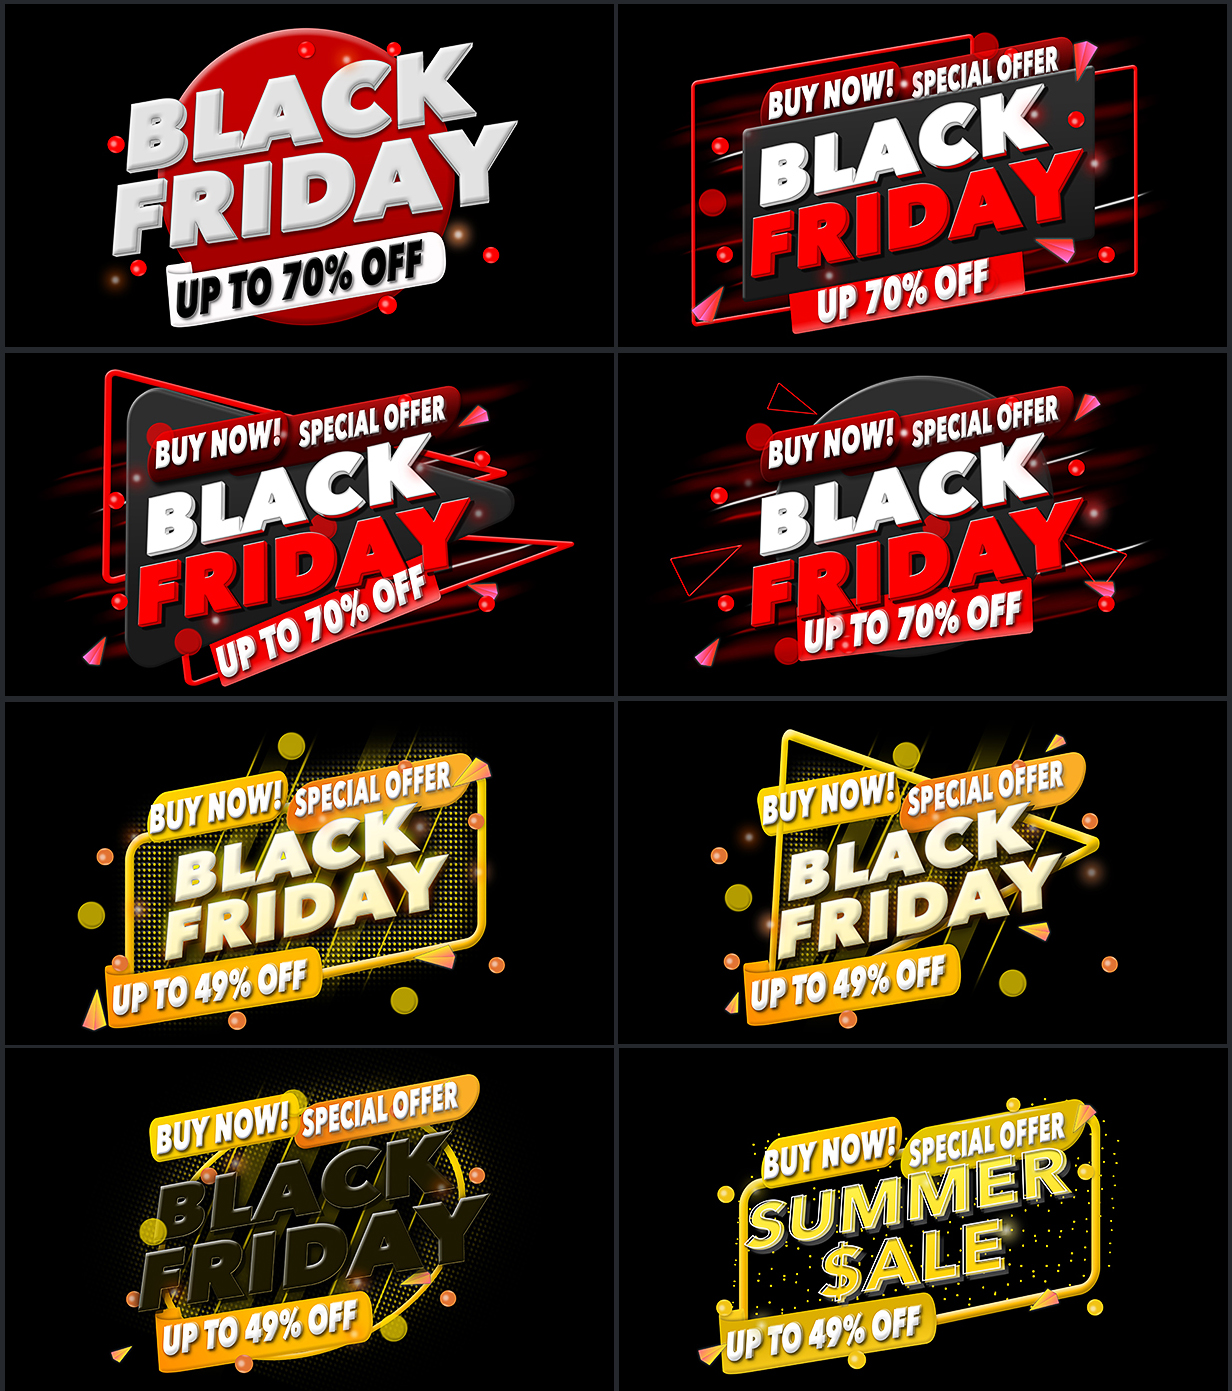 BLACK
FRIDAY
UP TO 70% OFF
BUY NOW! SPECIAL OFFER
BLACK
FRIDAY
UP 70% OFF
BUY NOW! SPECIAL OFFER
BLACK
FRIDAY
UP TO 70% OFF
BUY NOW! SPECIAL OFFER
BLACK
FRIDAY
UP TO 70% OFF
BUY NOW! SPECIAL OFFER
BLACK
FRIDAY
UP TO 49% OFF
BUY NOW! SPECIAL OFFER
BLACK
FRIDAY
UP TO 49% OFF
BUY NOW! SPECIAL OFFER
BLACK
FRIDAY
UP TO 49% OFF
BUY NOW! SPECIAL OFFER
SUMMER
$ALE
UP TO 49% OFF